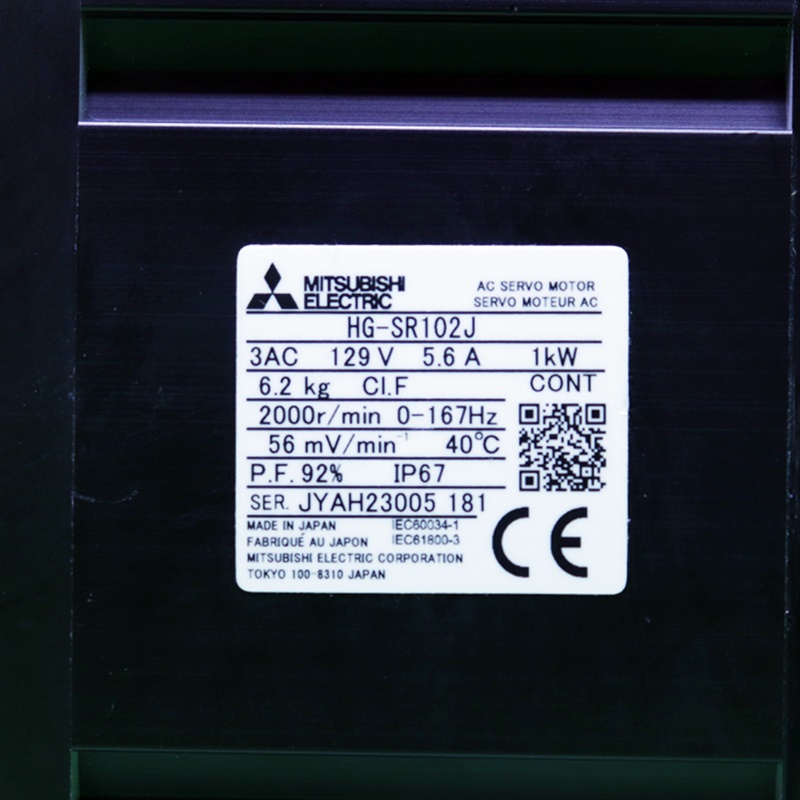 MITSUBISHI
ELECTRIC
AC SERVO MOTOR
SERVO MOTEUR AC
HG-SR102J
3AC 129 V 5.6 A 1kW
6.2 kg Cl.F CONT
2000r/min 0-167Hz
56 mV/min⁻¹ 40℃
P.F. 92% IP67
SER. JYAH23005 181
MADE IN JAPAN IEC60034-1
FABRIQUÉ AU JAPON IEC61800-3
MITSUBISHI ELECTRIC CORPORATION
TOKYO 100-8310 JAPAN
CE